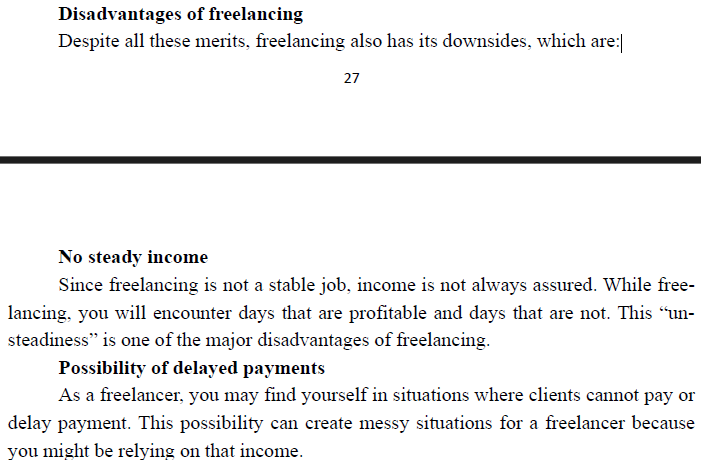 Disadvantages of freelancing
Despite all these merits, freelancing also has its downsides, which are:
27
No steady income
Since freelancing is not a stable job, income is not always assured. While free-
lancing, you will encounter days that are profitable and days that are not. This “un-
steadiness” is one of the major disadvantages of freelancing.
Possibility of delayed payments
As a freelancer, you may find yourself in situations where clients cannot pay or
delay payment. This possibility can create messy situations for a freelancer because
you might be relying on that income.